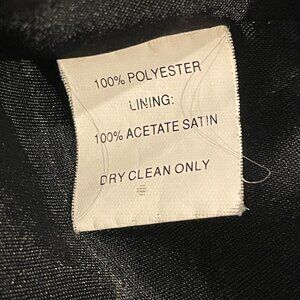 100% POLYESTER
LINING:
100% ACETATE SATIN
DRY CLEAN ONLY